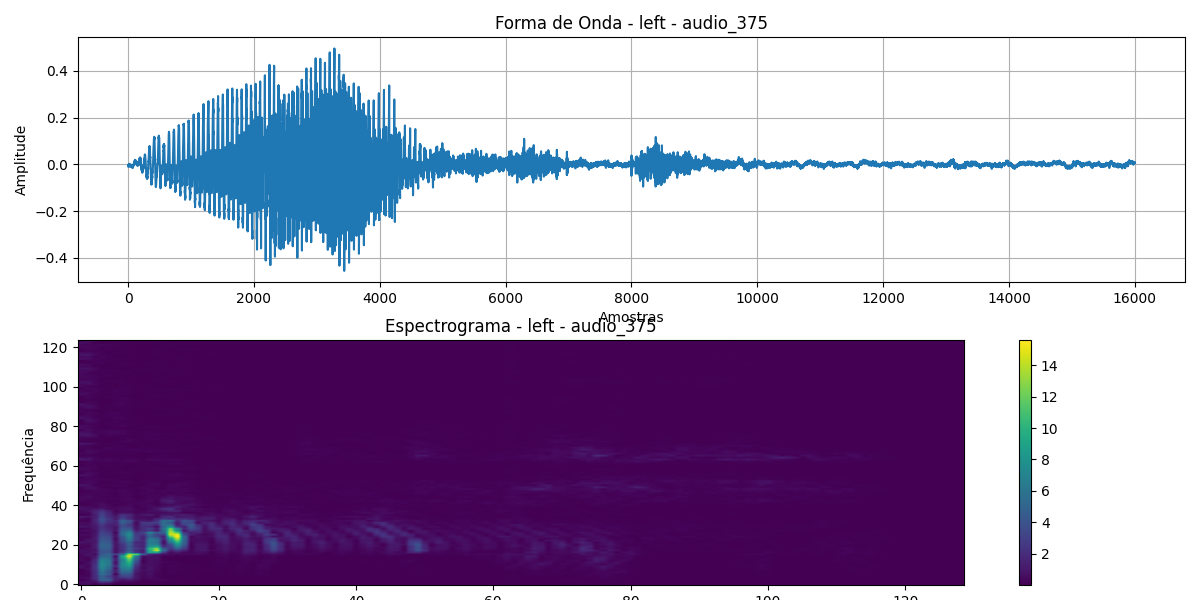 Forma de Onda - left - audio_375
Amplitude
0.4
0.2
0.0
−0.2
−0.4
0 2000 4000 6000 8000 10000 12000 14000 16000
Amostras
Espectrograma - left - audio_375
Frequência
120
100
80
60
40
20
0
0 20 40 60 80 100 120
14
12
10
8
6
4
2